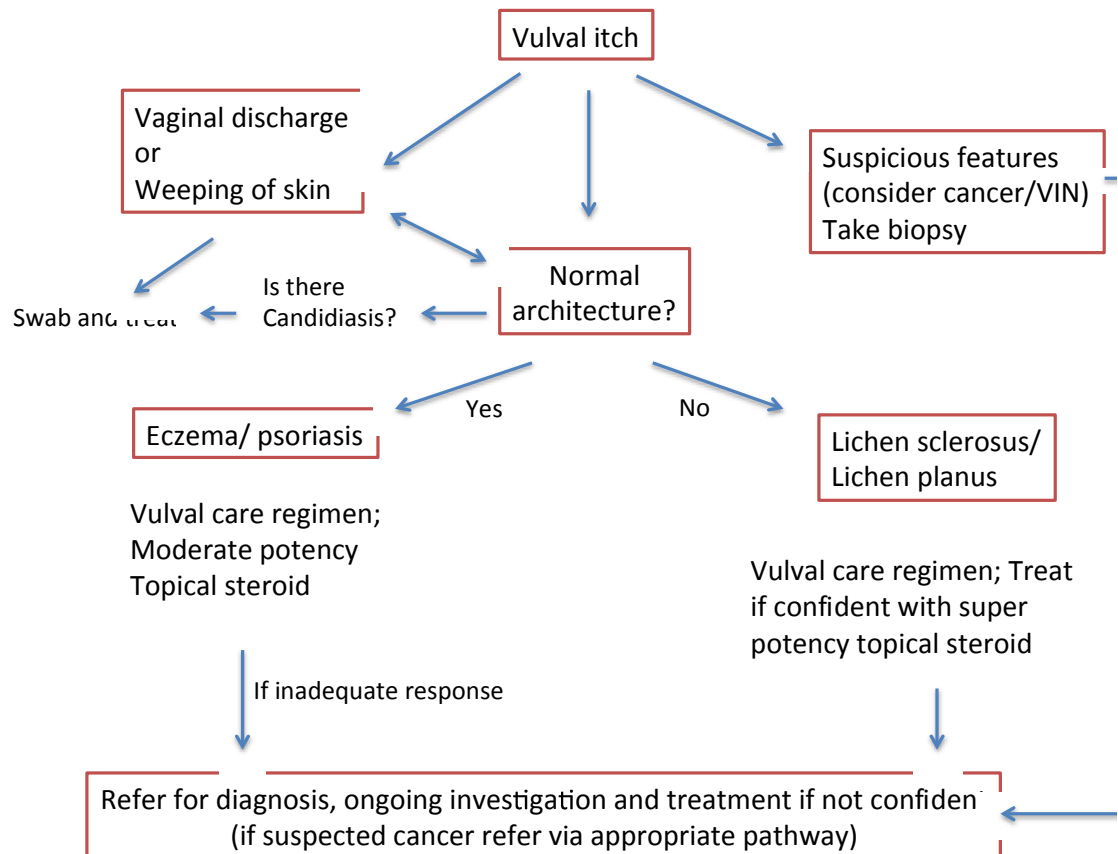 Vulval itch
Vaginal discharge
or
Weeping of skin
Suspicious features
(consider cancer/VIN)
Take biopsy
Normal
architecture?
Is there
Candidiasis?
Swab and treat
Yes
No
Eczema/ psoriasis
Lichen sclerosus/
Lichen planus
Vulval care regimen;
Moderate potency
Topical steroid
Vulval care regimen; Treat
if confident with super
potency topical steroid
If inadequate response
Refer for diagnosis, ongoing investigation and treatment if not confident
(if suspected cancer refer via appropriate pathway)